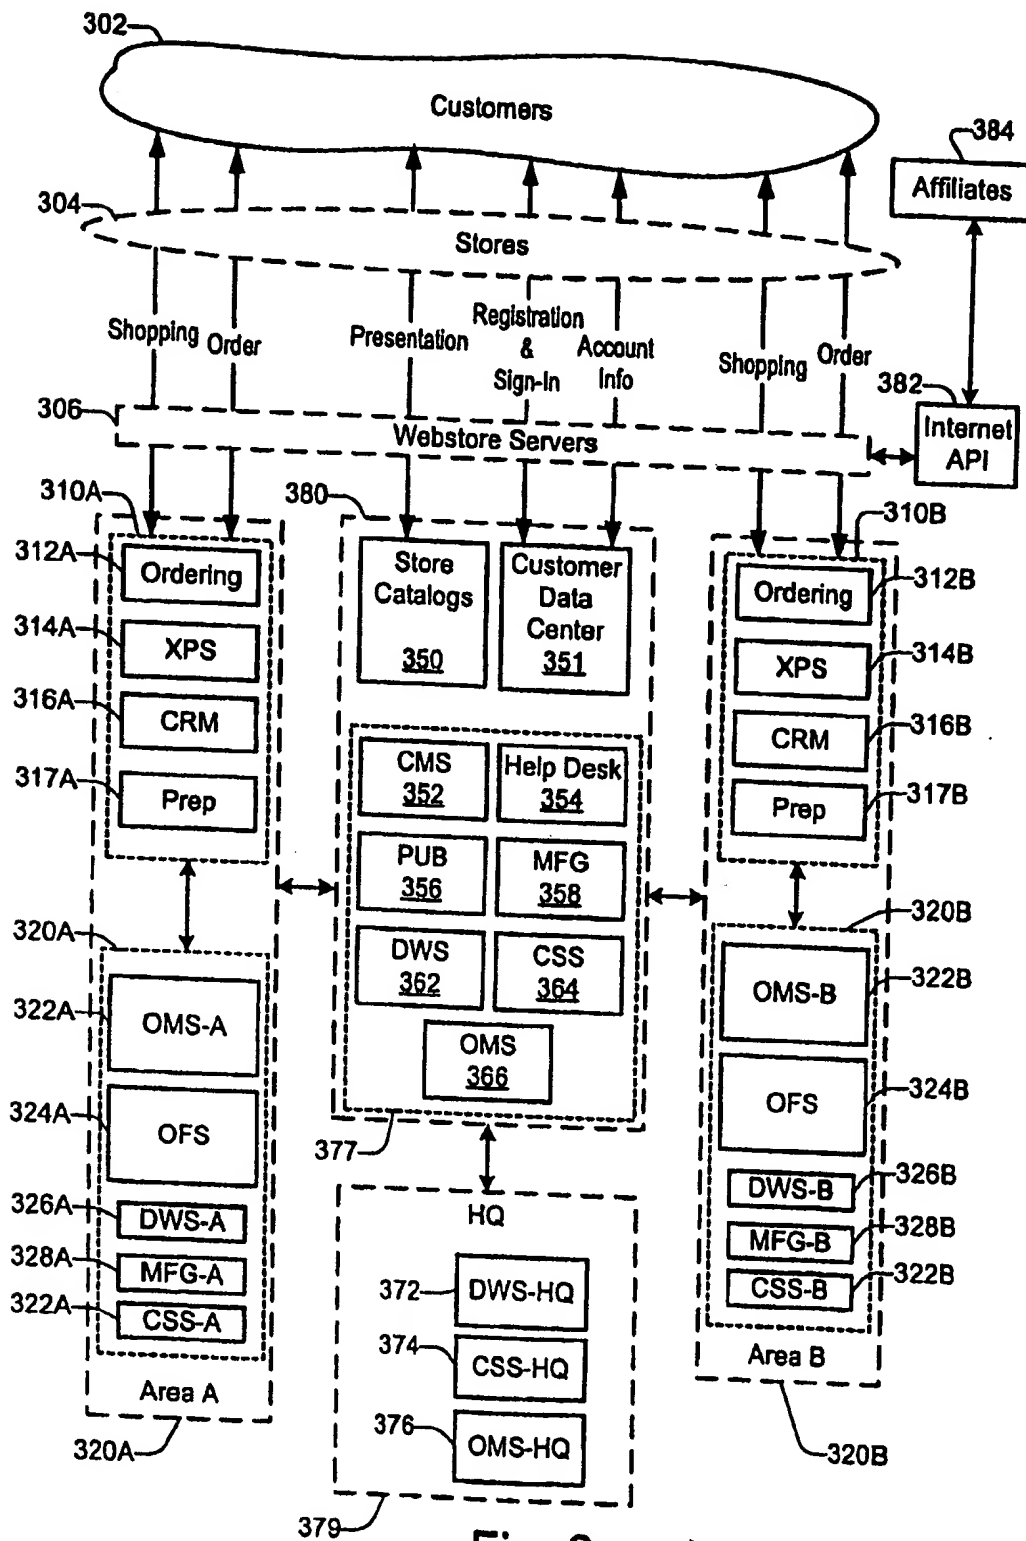 302
Customers
384
Affiliates
304
Stores
Shopping
Order
Presentation
Registration
&
Sign-In
Account
Info
Shopping
Order
382
Internet
API
306
Webstore Servers
310A
380
310B
312A
Ordering
Store
Catalogs
350
Customer
Data
Center
351
Ordering
312B
314A
XPS
XPS
314B
316A
CRM
CRM
316B
317A
Prep
Prep
317B
CMS
352
Help Desk
354
PUB
356
MFG
358
DWS
362
CSS
364
OMS
366
377
320A
322A
OMS-A
324A
OFS
326A
DWS-A
328A
MFG-A
322A
CSS-A
Area A
320A
320B
OMS-B
322B
OFS
324B
DWS-B
326B
MFG-B
328B
CSS-B
322B
Area B
320B
HQ
372
DWS-HQ
374
CSS-HQ
376
OMS-HQ
379